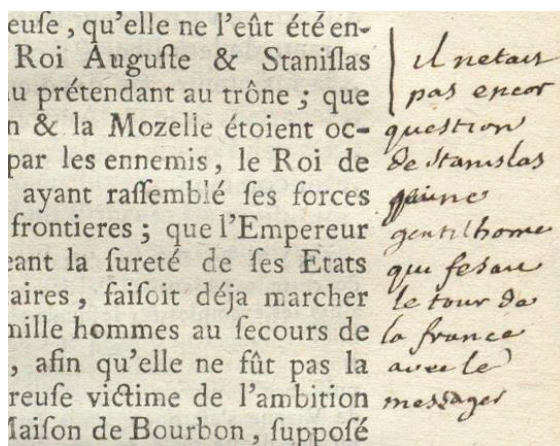 reuſe, qu'elle ne l'eût été en-
Roi Auguſte & Staniſlas
u prétendant au trône ; que
n & la Mozelle étoient oc-
par les ennemis, le Roi de
ayant raſſemblé ſes forces
frontieres ; que l'Empereur
eant la ſureté de ſes Etats
aires, faiſoit déja marcher
mille hommes au ſecours de
, afin qu'elle ne fût pas la
reuſe victime de l'ambition
Maiſon de Bourbon, ſuppoſé
il netait
pas encor
question
de stanislas
jeune
gentilhome
qui fesait
le tour de
la france
avec le
messager